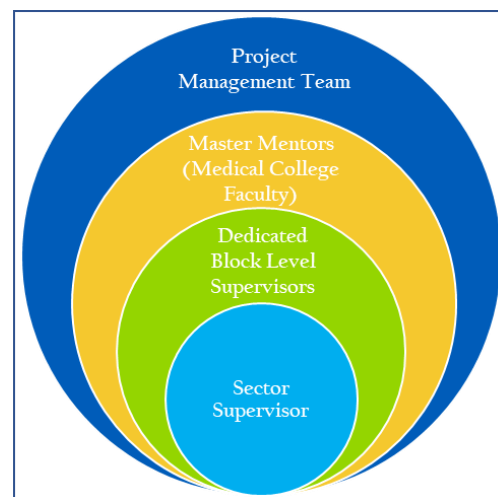 Project
Management Team
Master Mentors
(Medical College
Faculty)
Dedicated
Block Level
Supervisors
Sector
Supervisor